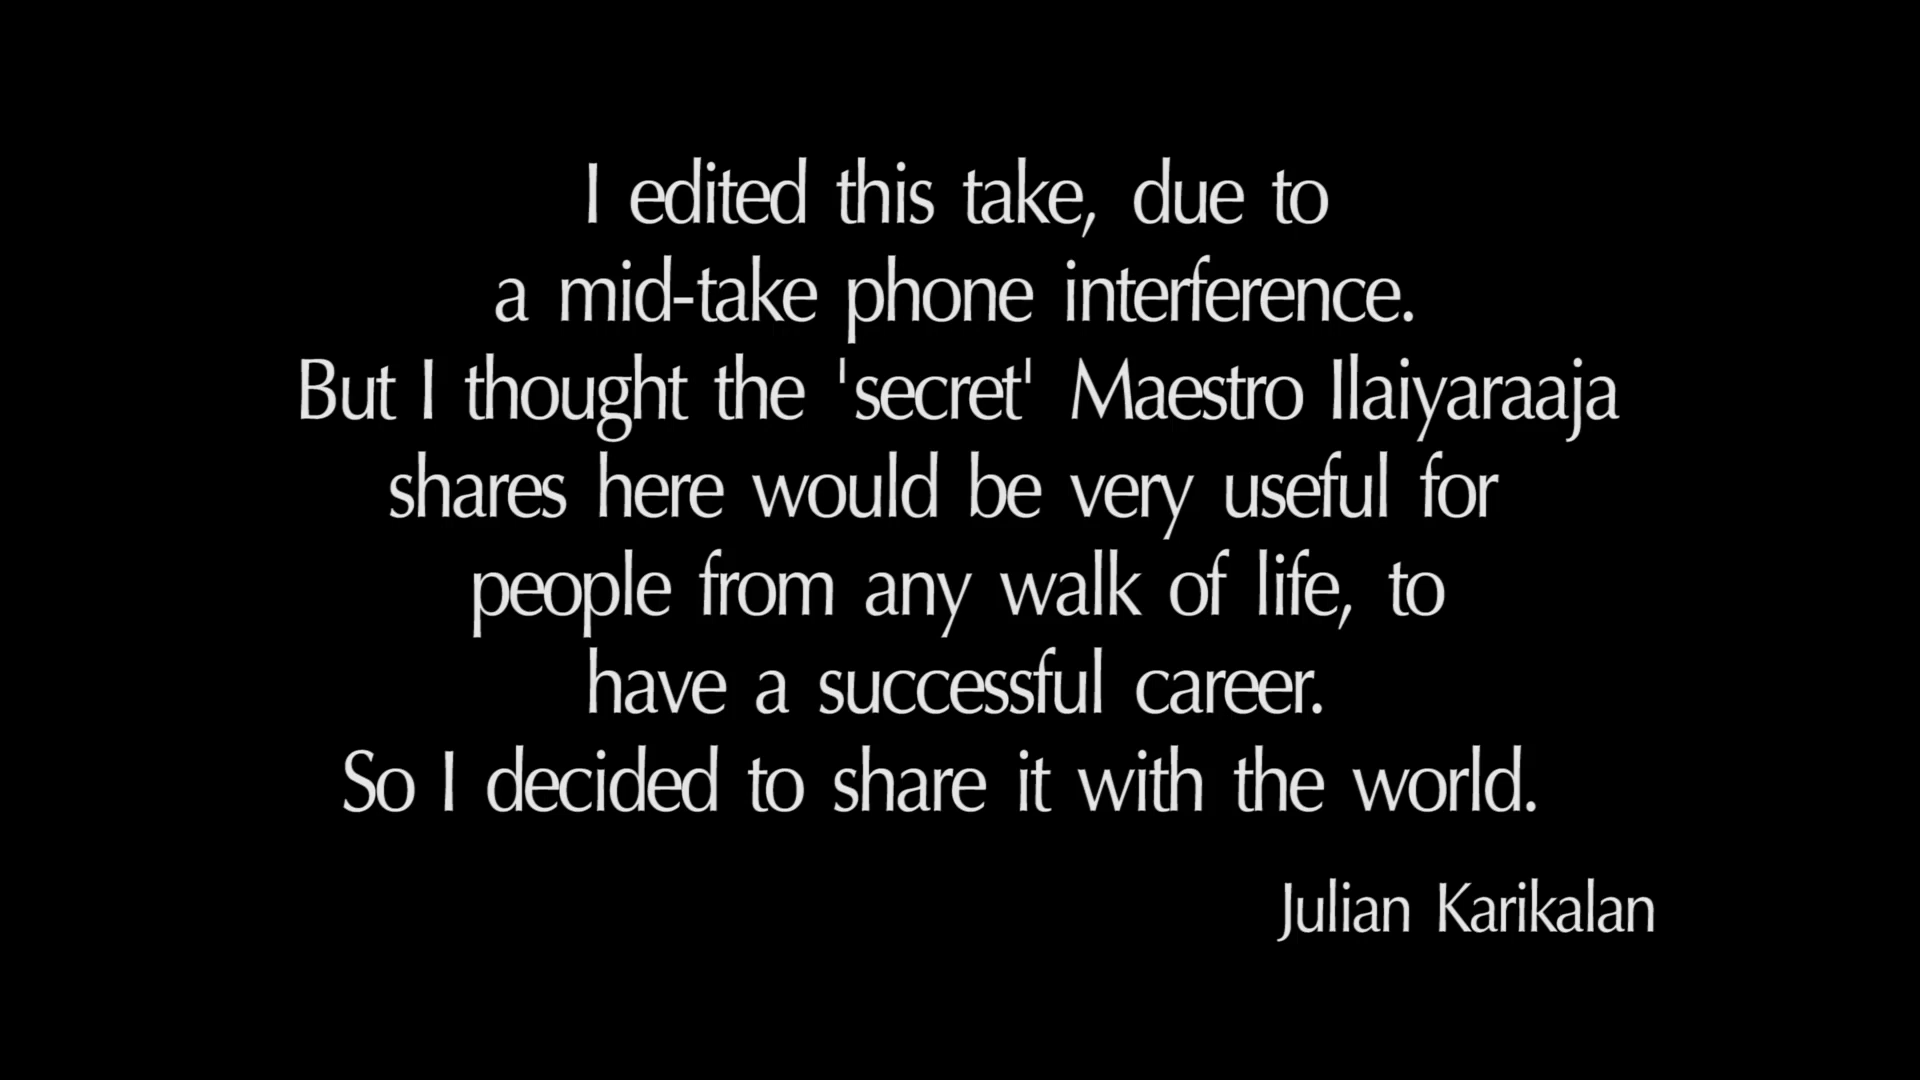 I edited this take, due to
a mid-take phone interference.
But I thought the 'secret' Maestro Ilaiyaraaja
shares here would be very useful for
people from any walk of life, to
have a successful career.
So I decided to share it with the world.
Julian Karikalan